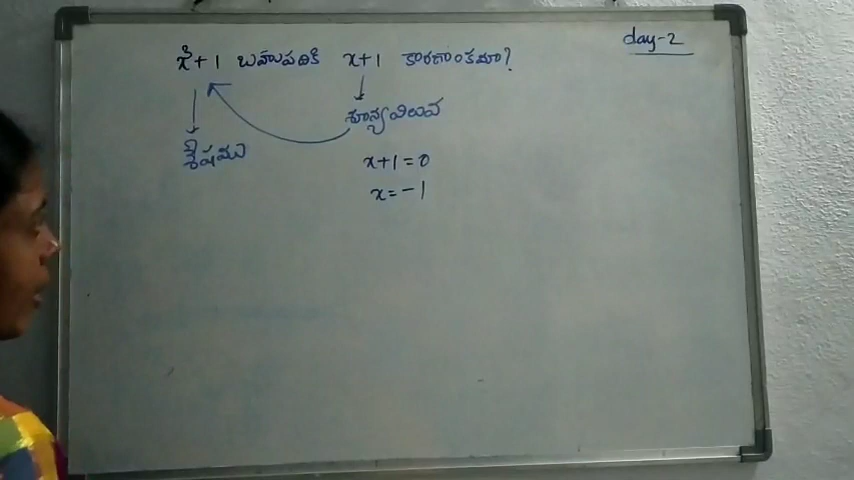 day-2
x³+1 బహుపదికి x+1 కారణాంకమా?
శూన్యవిలువ
శేషము
x+1=0
x=-1